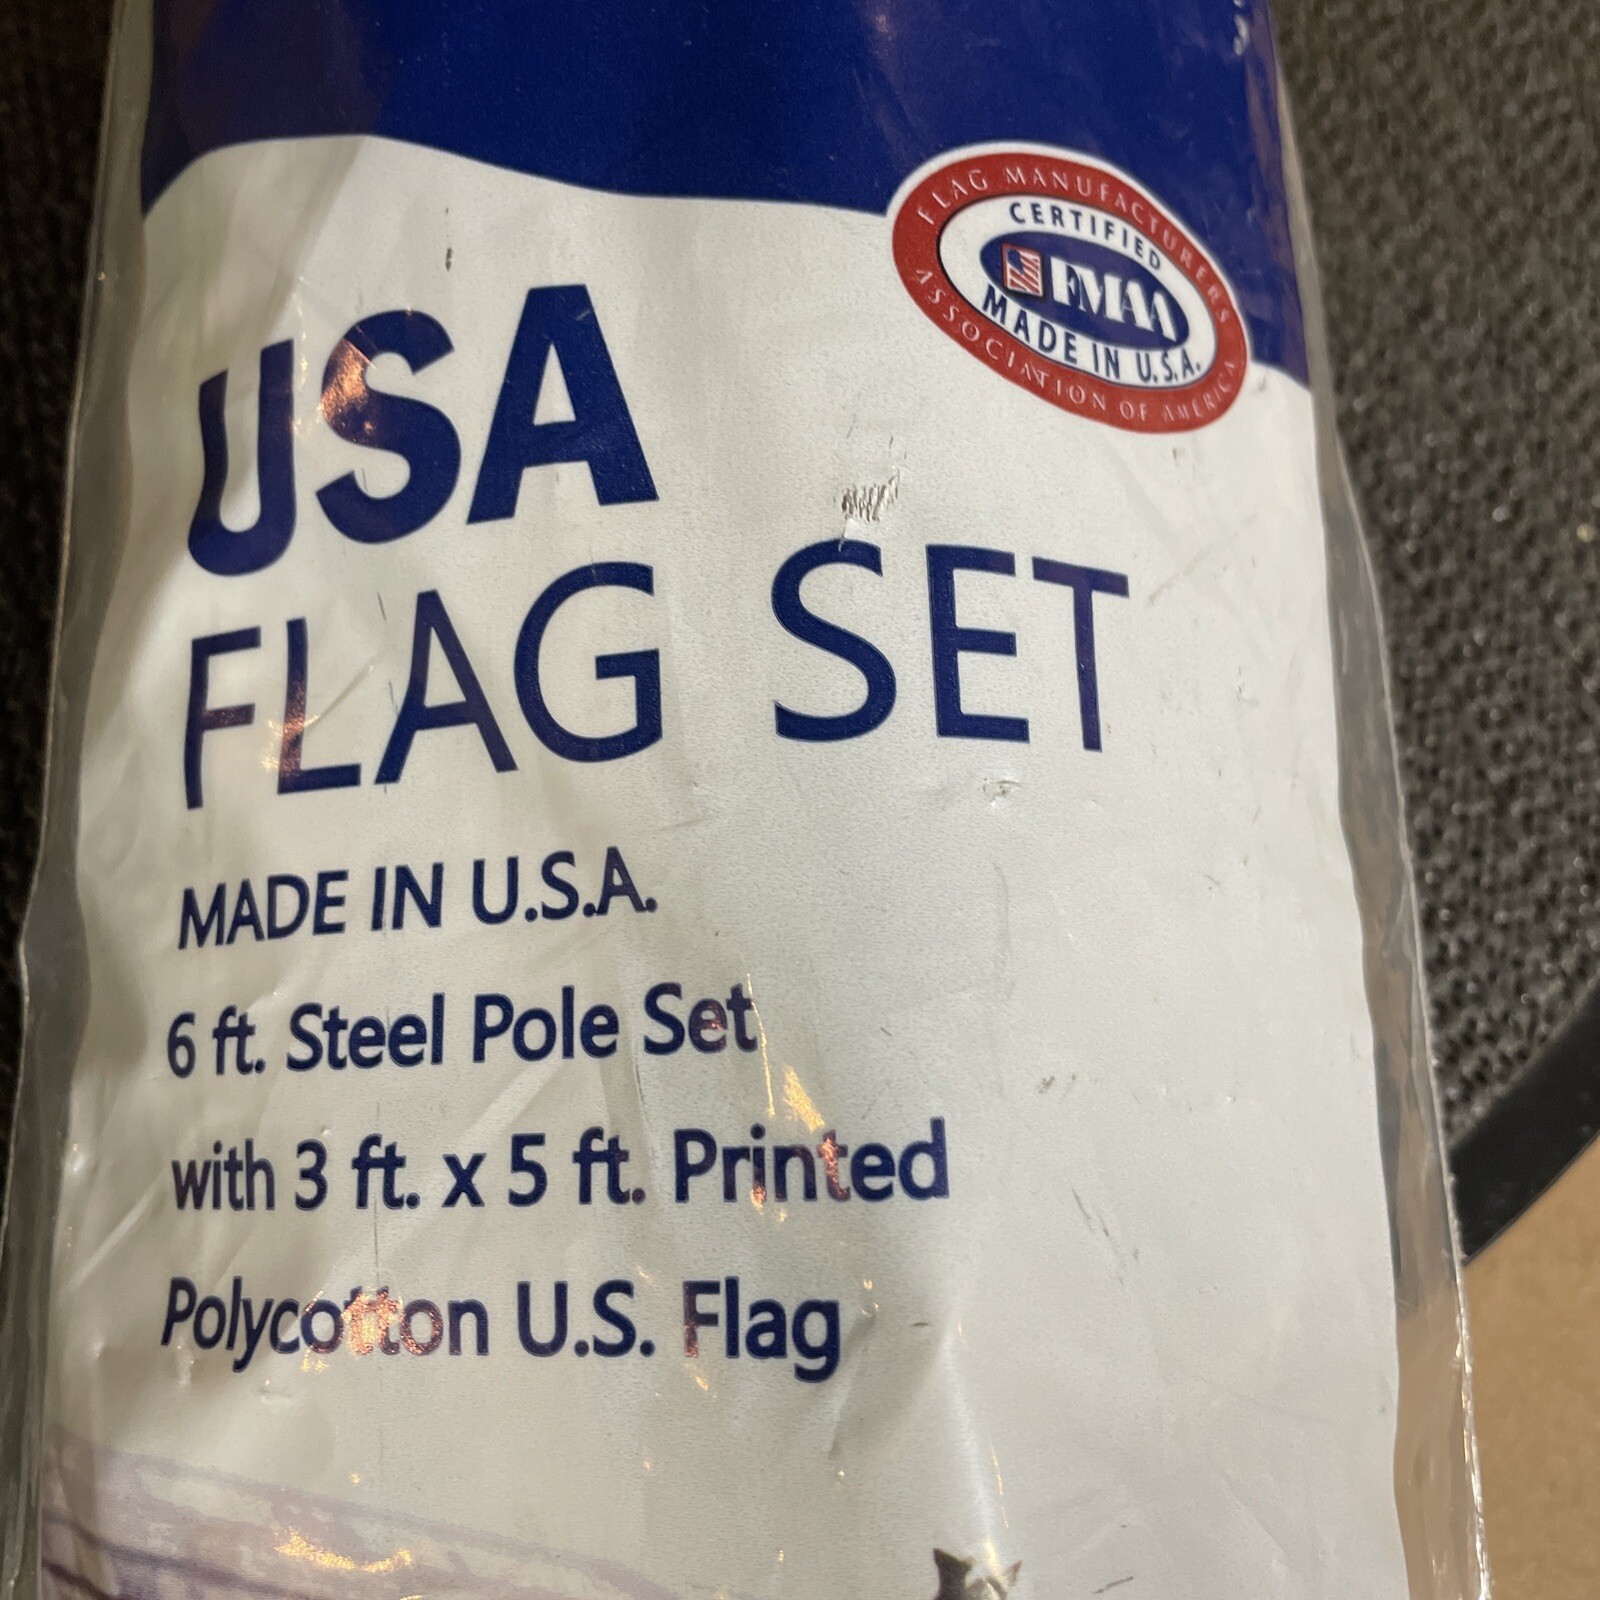 FLAG MANUFACTURERS
CERTIFIED
FMAA
MADE IN U.S.A.
ASSOCIATION OF AMERICA
USA
FLAG SET
MADE IN U.S.A.
6 ft. Steel Pole Set
with 3 ft. x 5 ft. Printed
Polycotton U.S. Flag